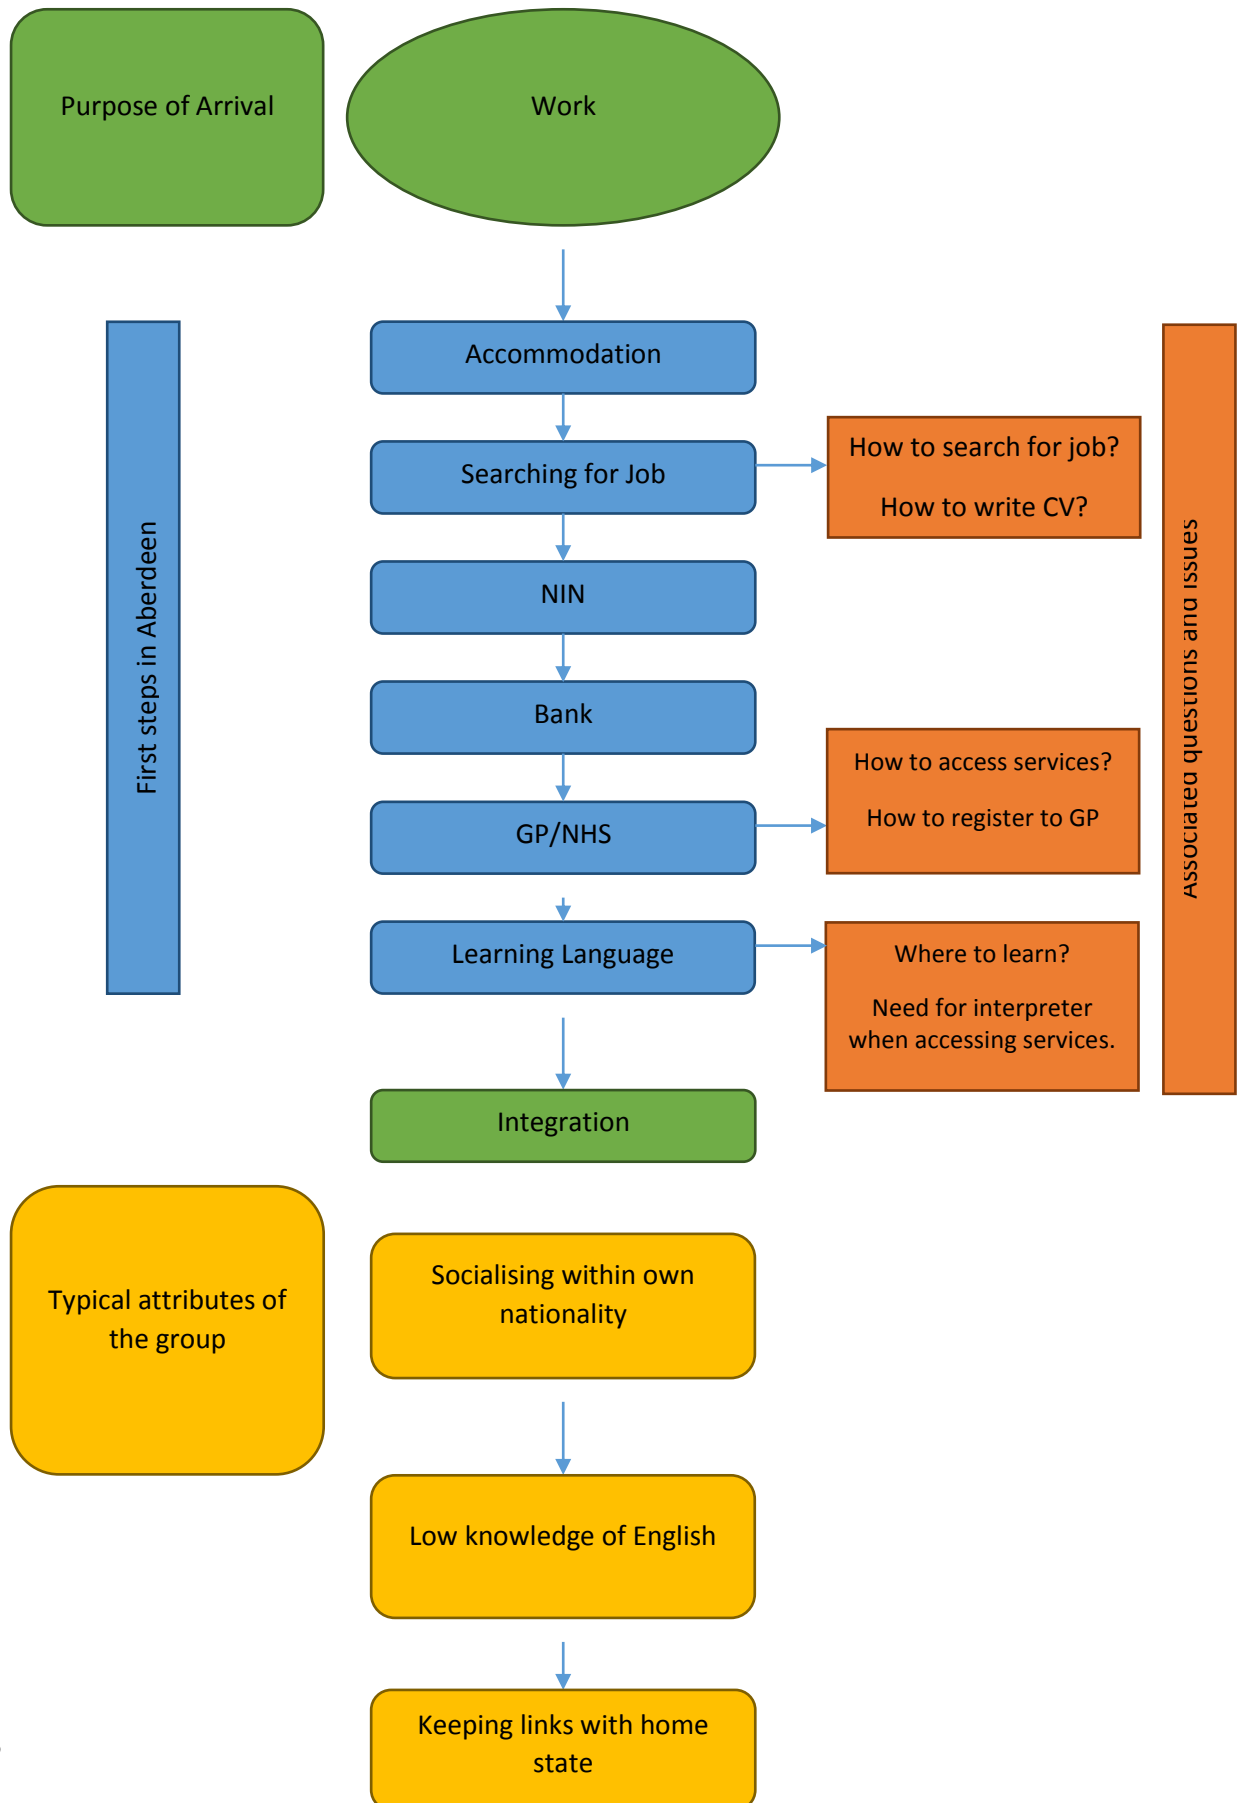 Purpose of Arrival
Work
First steps in Aberdeen
Accommodation
Searching for Job
How to search for job?
How to write CV?
NIN
Bank
GP/NHS
How to access services?
How to register to GP
Learning Language
Where to learn?
Need for interpreter
when accessing services.
Associated questions and issues
Integration
Typical attributes of
the group
Socialising within own
nationality
Low knowledge of English
Keeping links with home
state